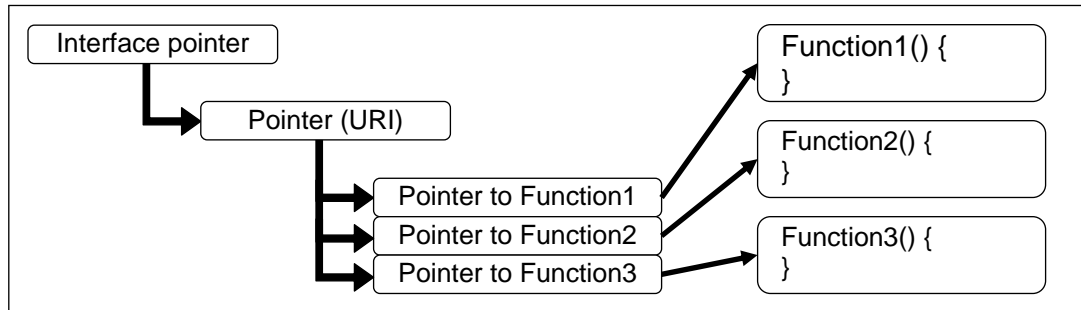 Interface pointer
Pointer (URI)
Pointer to Function1
Pointer to Function2
Pointer to Function3
Function1() {
}
Function2() {
}
Function3() {
}